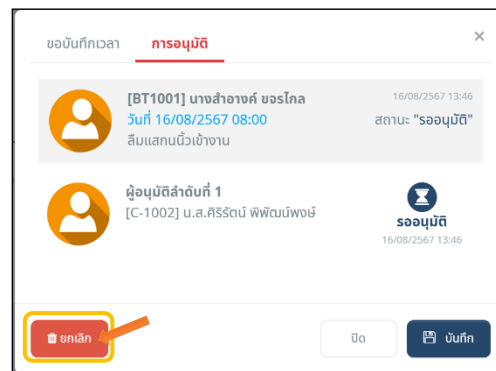 ขอบันทึกเวลา การอนุมัติ ×
[BT1001] นางสำอางค์ ขจรไกล 16/08/2567 13:46
วันที่ 16/08/2567 08:00 สถานะ "รออนุมัติ"
ลืมแสกนนิ้วเข้างาน
ผู้อนุมัติลำดับที่ 1
[C-1002] น.ส.ศิริรัตน์ พิพัฒน์พงษ์ รออนุมัติ
16/08/2567 13:46
ยกเลิก ปิด บันทึก